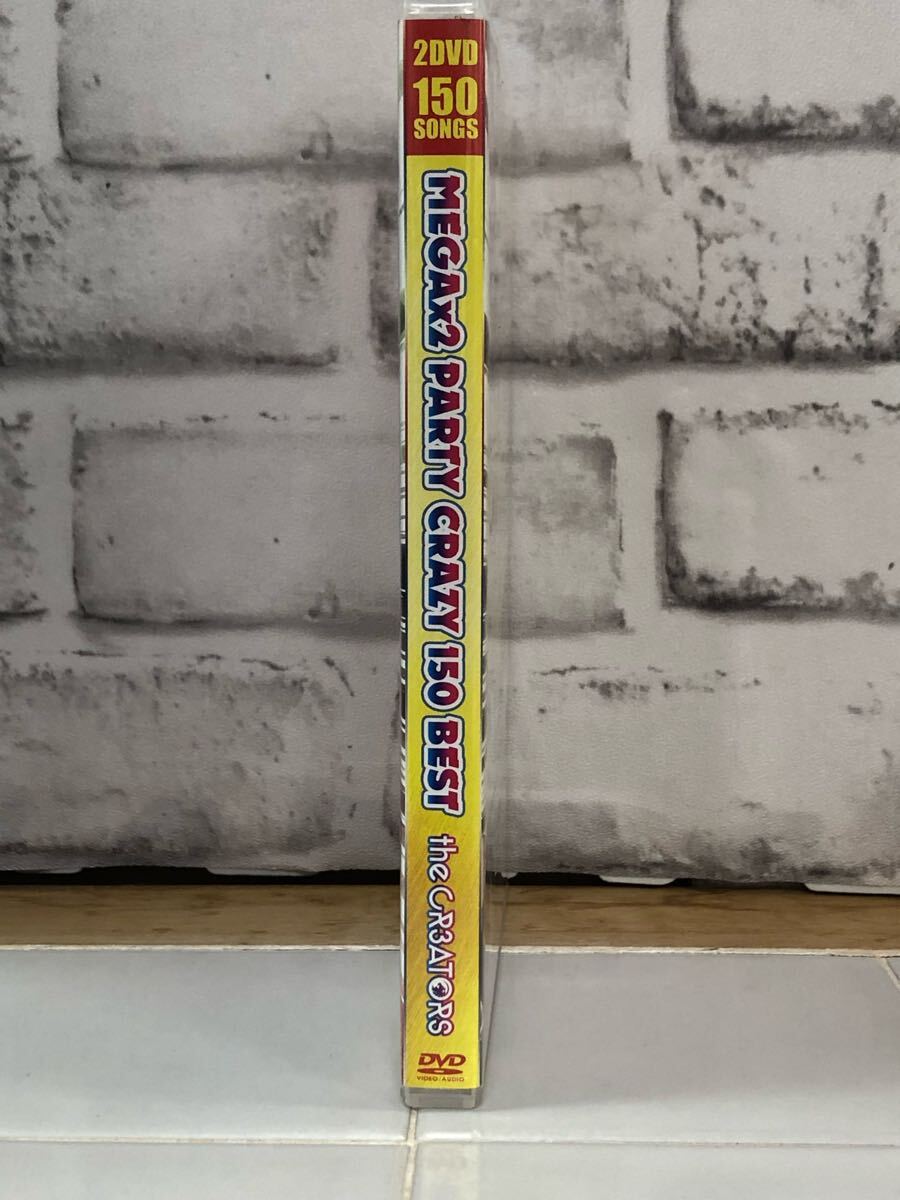 2DVD
150
SONGS
MEGAx2 PARTY CRAZY 150 BEST
the CR3ATORS
DVD
VIDEO/AUDIO